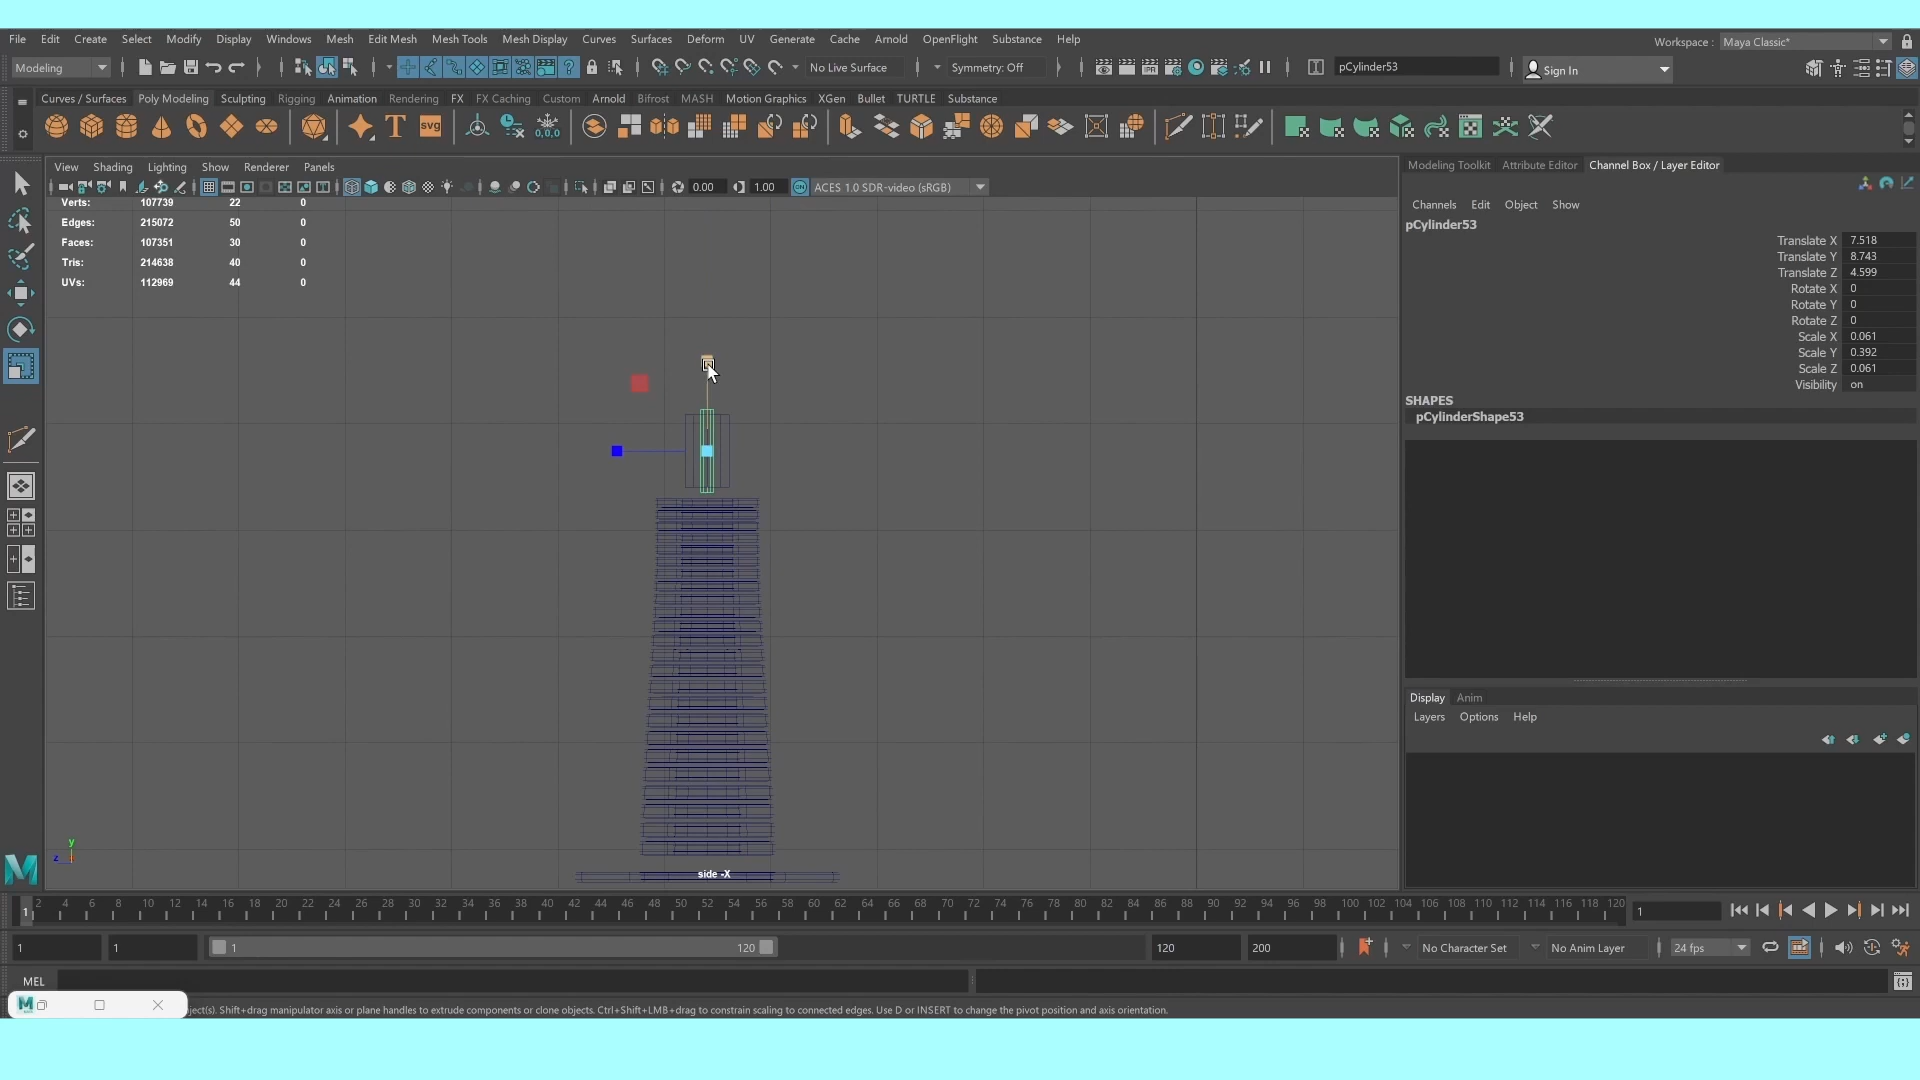 File Edit Create Select Modify Display Windows Mesh Edit Mesh Mesh Tools Mesh Display Curves Surfaces Deform UV Generate Cache Arnold OpenFlight Substance Help
Workspace : Maya Classic*
Modeling No Live Surface Symmetry: Off pCylinder53 Sign In
Curves / Surfaces Poly Modeling Sculpting Rigging Animation Rendering FX FX Caching Custom Arnold Bifrost MASH Motion Graphics XGen Bullet TURTLE Substance
T svg 0,0,0
View Shading Lighting Show Renderer Panels
0.00 1.00 ON ACES 1.0 SDR-video (sRGB)
Verts: 107739 22 0
Edges: 215072 50 0
Faces: 107351 30 0
Tris: 214638 40 0
UVs: 112969 44 0
y
z
side -X
Modeling Toolkit Attribute Editor Channel Box / Layer Editor
Channels Edit Object Show
pCylinder53
Translate X 7.518
Translate Y 8.743
Translate Z 4.599
Rotate X 0
Rotate Y 0
Rotate Z 0
Scale X 0.061
Scale Y 0.392
Scale Z 0.061
Visibility on
SHAPES
pCylinderShape53
Display Anim
Layers Options Help
1 2 4 6 8 10 12 14 16 18 20 22 24 26 28 30 32 34 36 38 40 42 44 46 48 50 52 54 56 58 60 62 64 66 68 70 72 74 76 78 80 82 84 86 88 90 92 94 96 98 100 102 104 106 108 110 112 114 116 118 120 1
1 1 1 120 120 200 No Character Set No Anim Layer 24 fps
MEL
ject(s). Shift+drag manipulator axis or plane handles to extrude components or clone objects. Ctrl+Shift+LMB+drag to constrain scaling to connected edges. Use D or INSERT to change the pivot position and axis orientation.